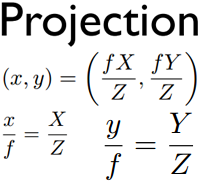 Projection
(x, y) = (fX/Z, fY/Z)
x/f = X/Z    y/f = Y/Z